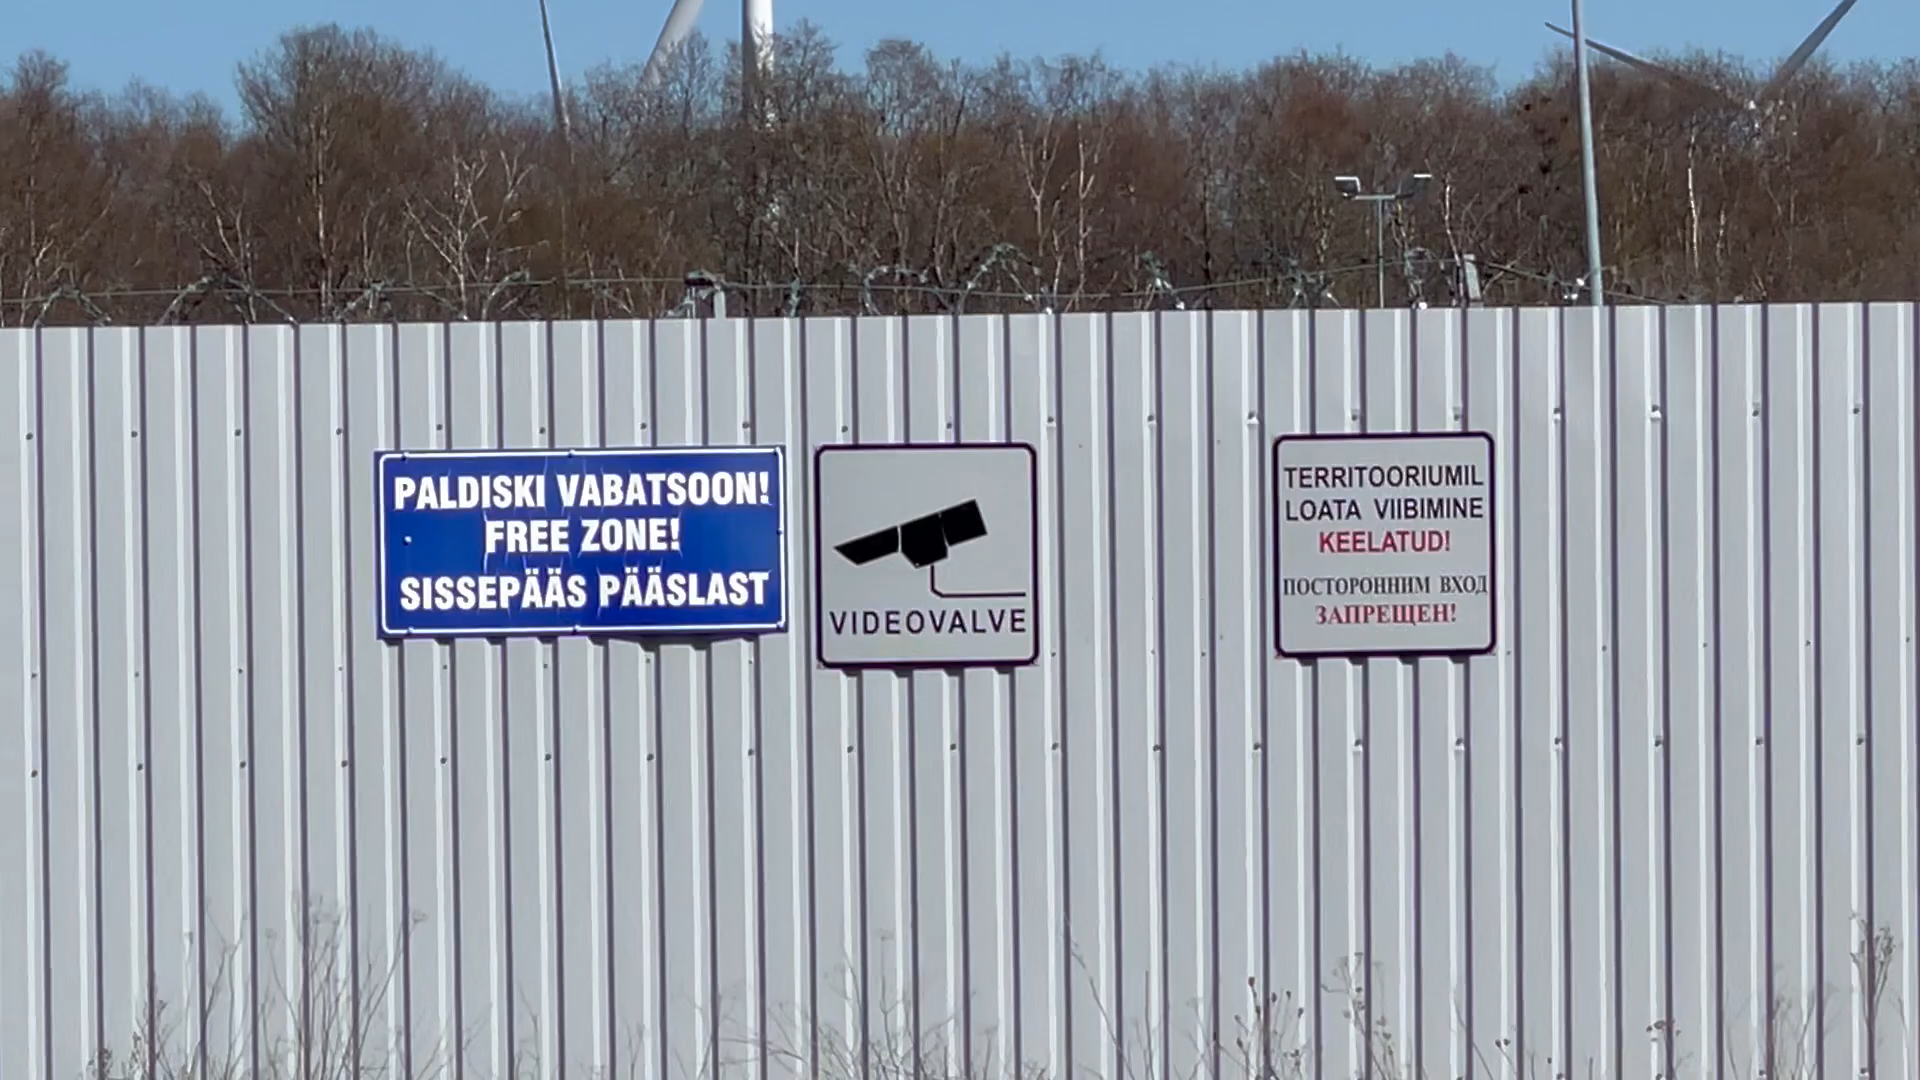 PALDISKI VABATSOON!
FREE ZONE!
SISSEPÄÄS PÄÄSLAST
VIDEOVALVE
TERRITOORIUMIL
LOATA VIIBIMINE
KEELATUD!
ПОСТОРОННИМ ВХОД
ЗАПРЕЩЕН!